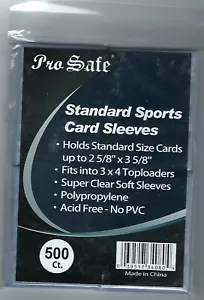 Pro Safe
Standard Sports
Card Sleeves
• Holds Standard Size Cards
up to 2 5/8" x 3 5/8"
• Fits into 3 x 4 Toploaders
• Super Clear Soft Sleeves
• Polypropylene
• Acid Free - No PVC
500
Ct.
Made in China